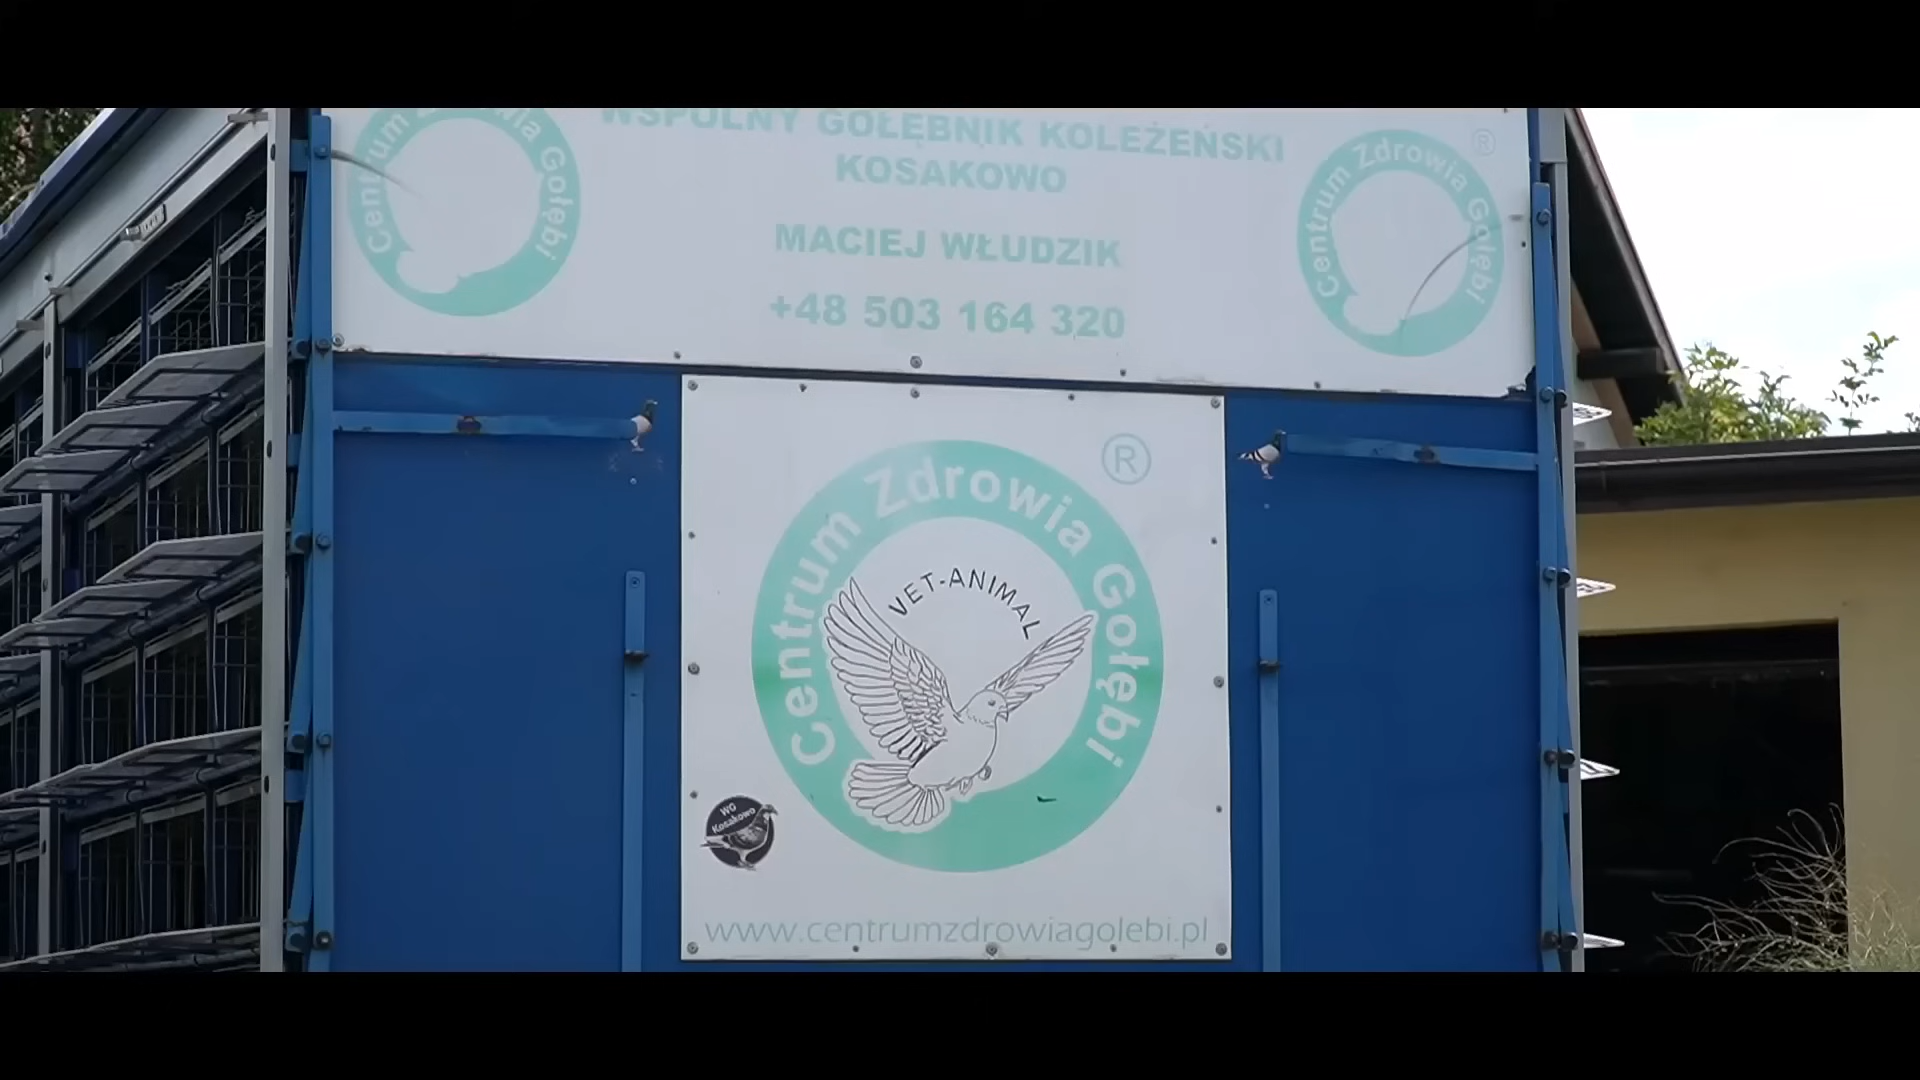 WSPÓLNY GOŁĘBNIK KOLEŻEŃSKI
KOSAKOWO
MACIEJ WŁUDZIK
+48 503 164 320
Centrum Zdrowia Gołębi
Centrum Zdrowia Gołębi
®
Centrum Zdrowia Gołębi
®
VET-ANIMAL
WG
Kosakowo
www.centrumzdrowiagolebi.pl